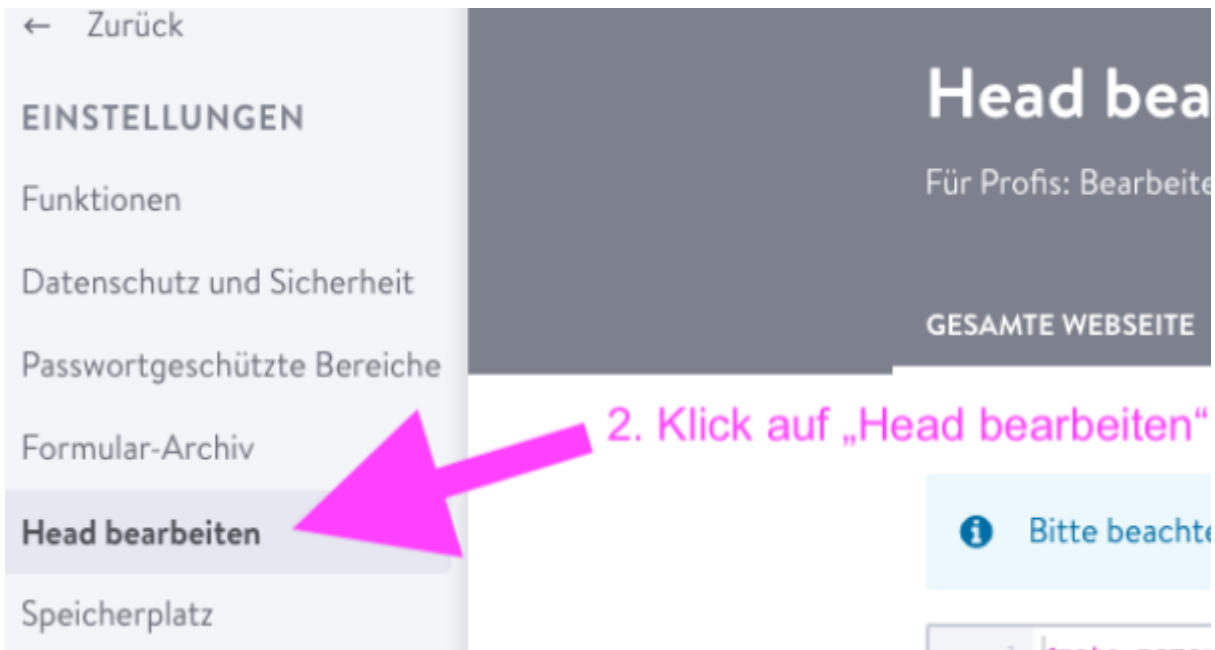 ← Zurück
EINSTELLUNGEN
Funktionen
Datenschutz und Sicherheit
Passwortgeschützte Bereiche
Formular-Archiv
Head bearbeiten
Speicherplatz
Head bea
Für Profis: Bearbeite
GESAMTE WEBSEITE
2. Klick auf „Head bearbeiten“
Bitte beachte